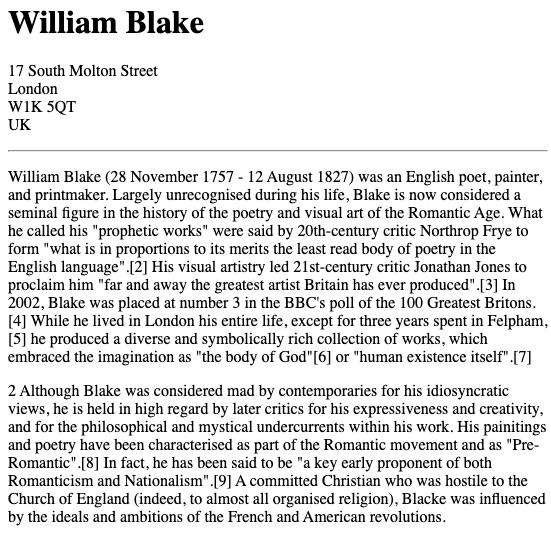 William Blake
17 South Molton Street
London
W1K 5QT
UK
William Blake (28 November 1757 - 12 August 1827) was an English poet, painter,
and printmaker. Largely unrecognised during his life, Blake is now considered a
seminal figure in the history of the poetry and visual art of the Romantic Age. What
he called his "prophetic works" were said by 20th-century critic Northrop Frye to
form "what is in proportions to its merits the least read body of poetry in the
English language".[2] His visual artistry led 21st-century critic Jonathan Jones to
proclaim him "far and away the greatest artist Britain has ever produced".[3] In
2002, Blake was placed at number 3 in the BBC's poll of the 100 Greatest Britons.
[4] While he lived in London his entire life, except for three years spent in Felpham,
[5] he produced a diverse and symbolically rich collection of works, which
embraced the imagination as "the body of God"[6] or "human existence itself".[7]
2 Although Blake was considered mad by contemporaries for his idiosyncratic
views, he is held in high regard by later critics for his expressiveness and creativity,
and for the philosophical and mystical undercurrents within his work. His painitings
and poetry have been characterised as part of the Romantic movement and as "Pre-
Romantic".[8] In fact, he has been said to be "a key early proponent of both
Romanticism and Nationalism".[9] A committed Christian who was hostile to the
Church of England (indeed, to almost all organised religion), Blacke was influenced
by the ideals and ambitions of the French and American revolutions.